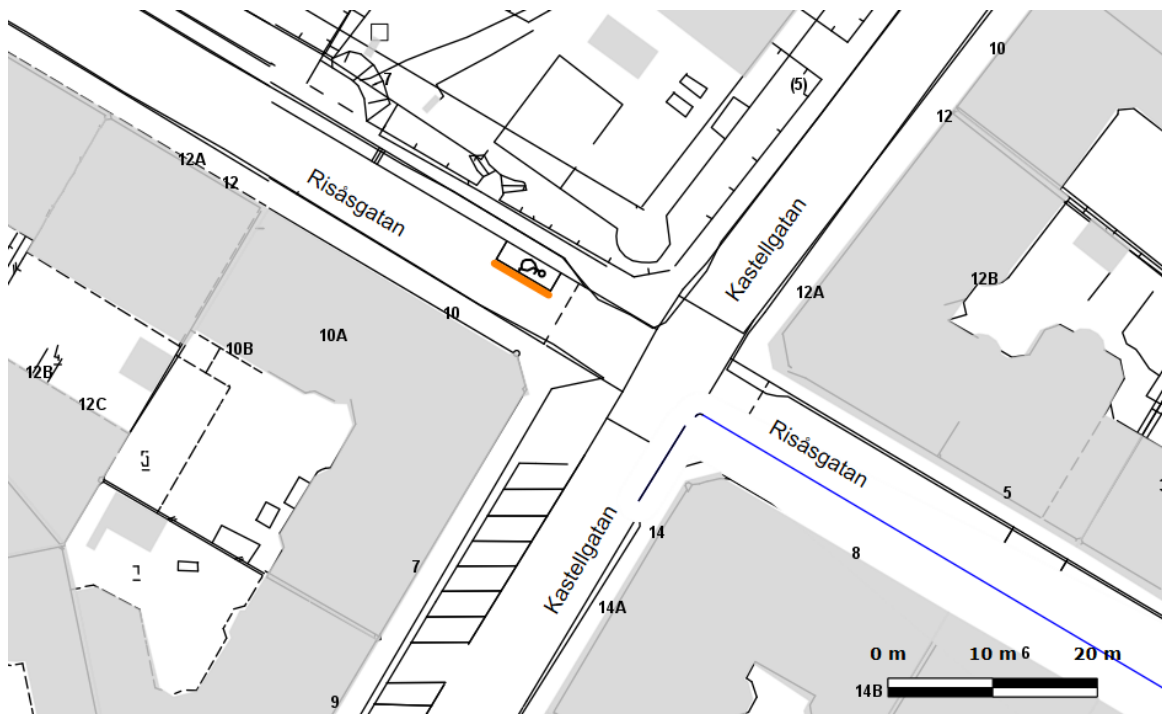 10
7
(5)
12
12A
12
Risåsgatan
Kastellgatan
12B
12A
10
10A
10B
12B
12C
Risåsgatan
5
14
8
Kastellgatan
7
14A
0 m
10 m
6
20 m
14B
9